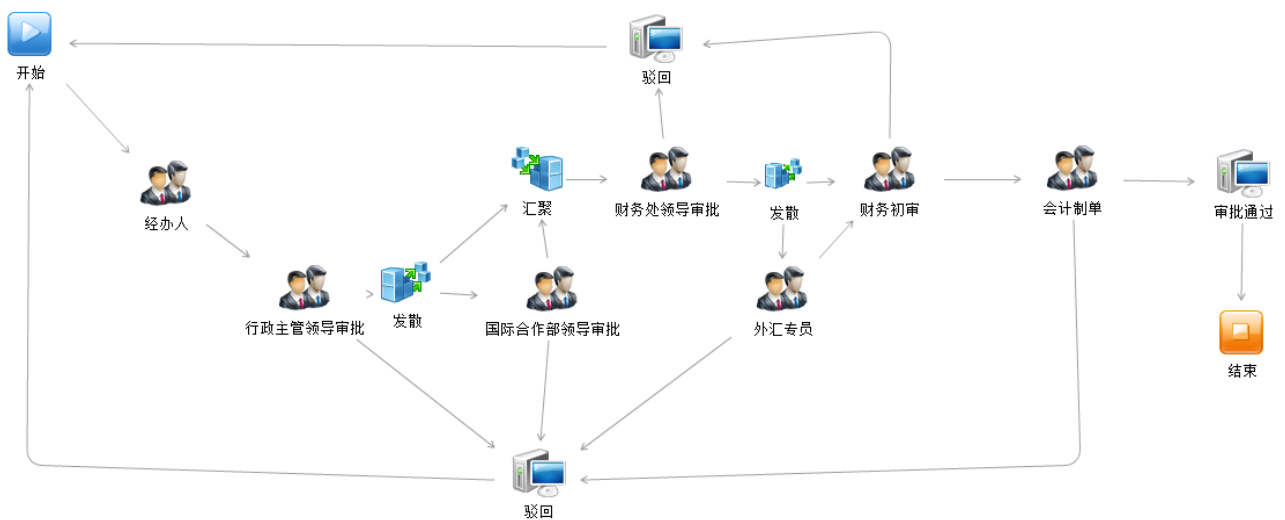 开始
驳回
经办人
汇聚
财务处领导审批
发散
财务初审
会计制单
审批通过
行政主管领导审批
发散
国际合作部领导审批
外汇专员
结束
驳回